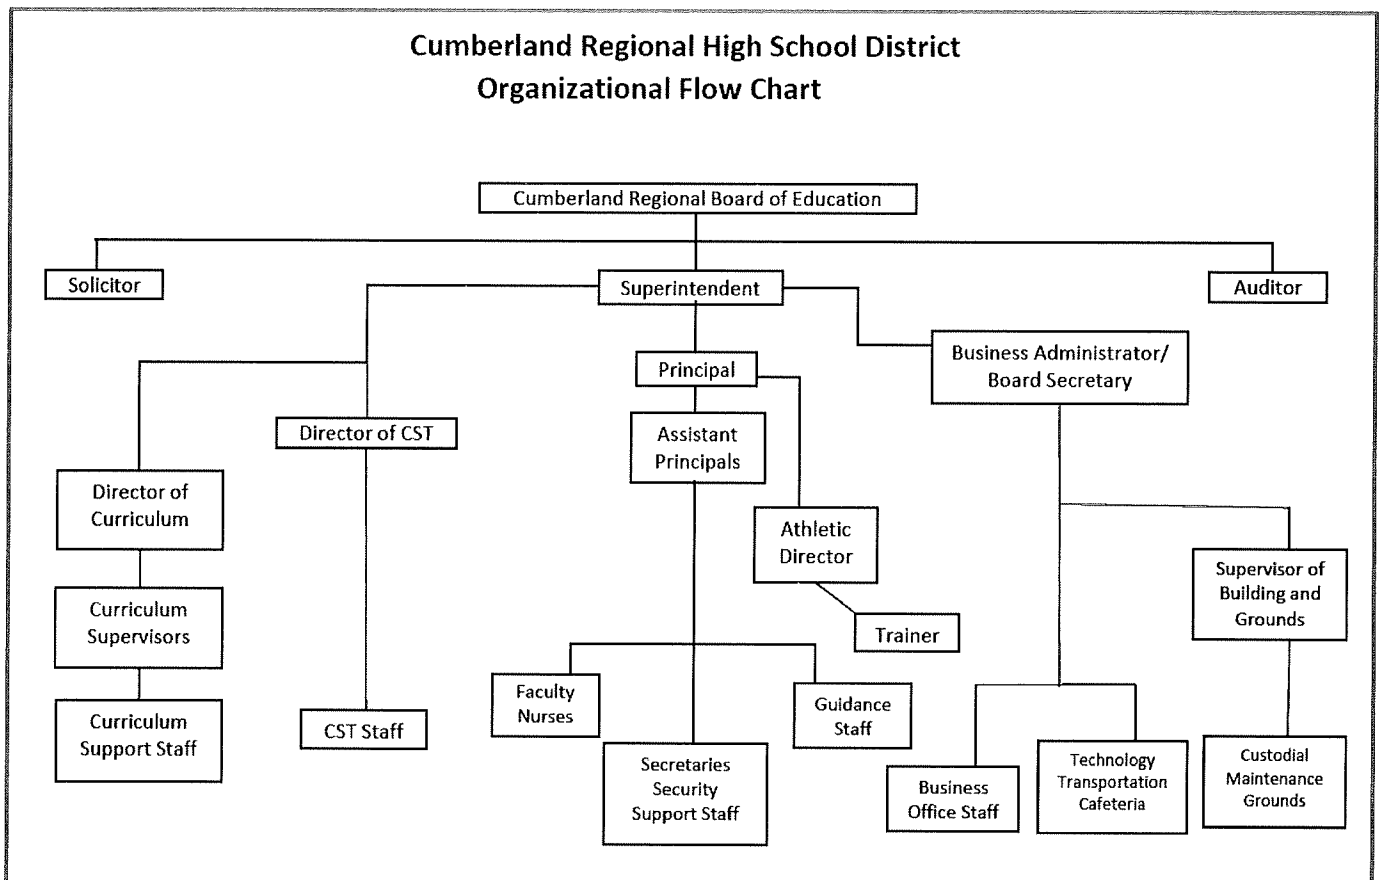 Cumberland Regional High School District
Organizational Flow Chart
Cumberland Regional Board of Education
Solicitor
Superintendent
Auditor
Principal
Business Administrator/
Board Secretary
Director of CST
Assistant
Principals
Director of
Curriculum
Athletic
Director
Supervisor of
Building and
Grounds
Curriculum
Supervisors
Trainer
Faculty
Nurses
Guidance
Staff
Curriculum
Support Staff
CST Staff
Secretaries
Security
Support Staff
Business
Office Staff
Technology
Transportation
Cafeteria
Custodial
Maintenance
Grounds